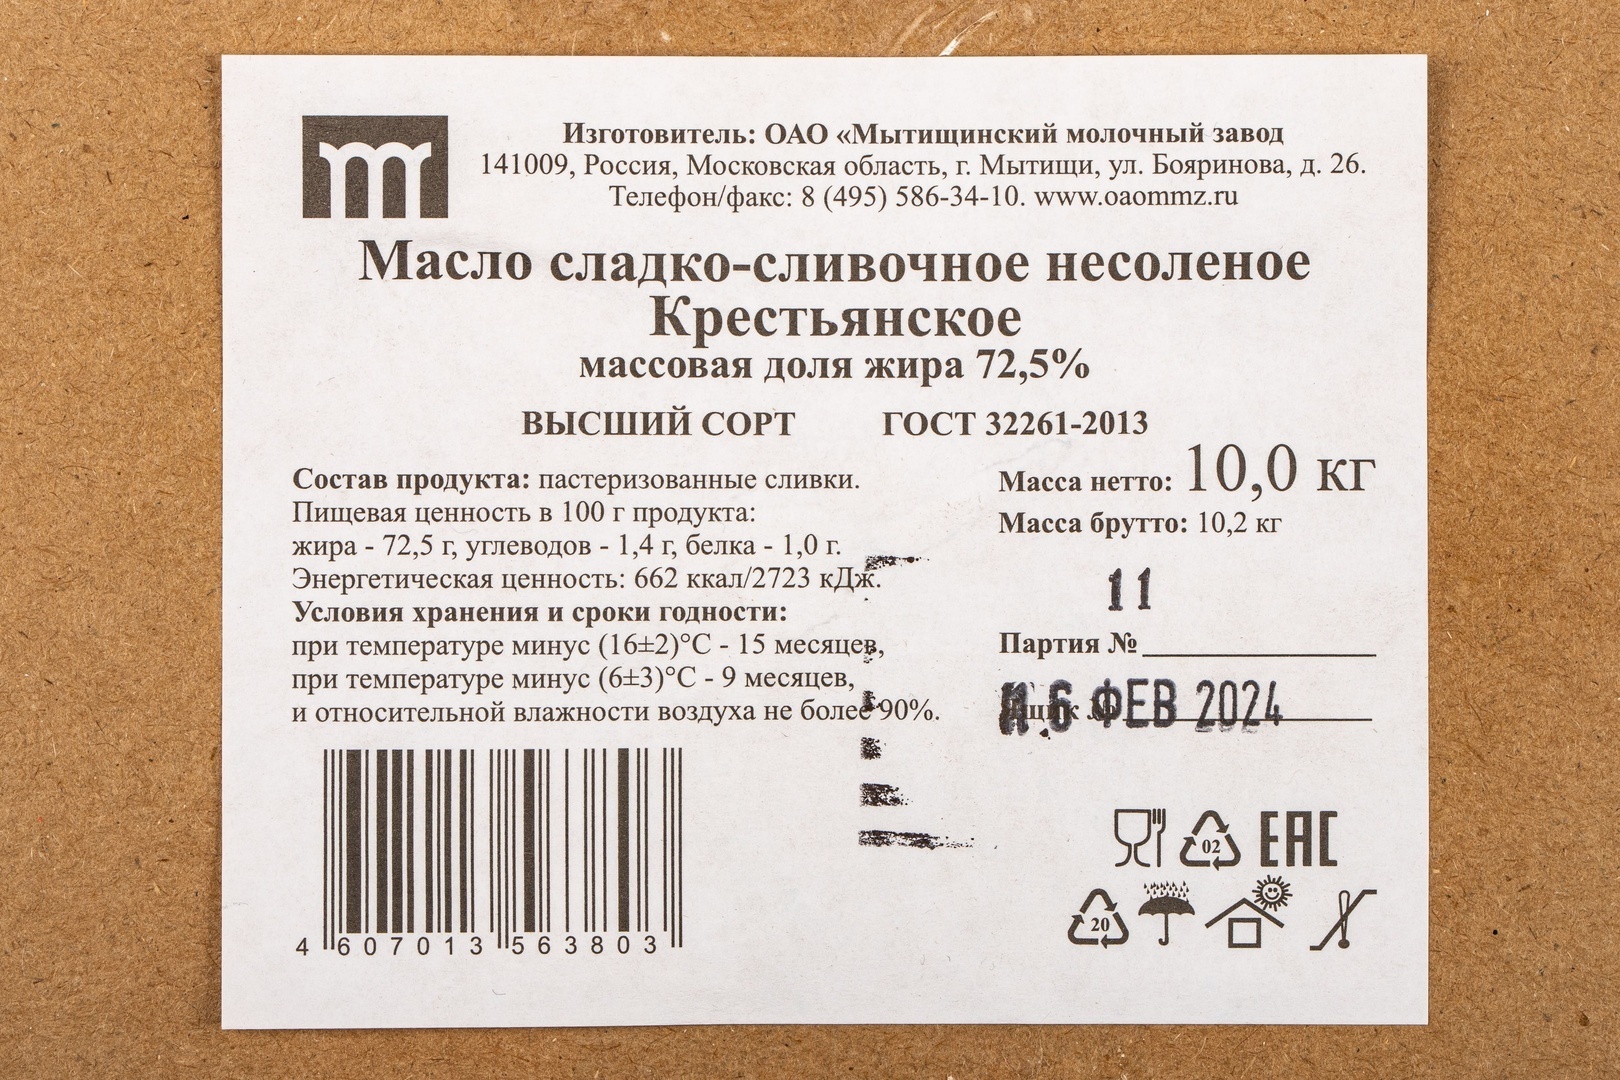 Изготовитель: ОАО «Мытищинский молочный завод
141009, Россия, Московская область, г. Мытищи, ул. Бояринова, д. 26.
Телефон/факс: 8 (495) 586-34-10. www.oaommz.ru
Масло сладко-сливочное несоленое
Крестьянское
массовая доля жира 72,5%
ВЫСШИЙ СОРТ ГОСТ 32261-2013
Состав продукта: пастеризованные сливки.
Пищевая ценность в 100 г продукта:
жира - 72,5 г, углеводов - 1,4 г, белка - 1,0 г.
Энергетическая ценность: 662 ккал/2723 кДж.
Условия хранения и сроки годности:
при температуре минус (16±2)°С - 15 месяцев,
при температуре минус (6±3)°С - 9 месяцев,
и относительной влажности воздуха не более 90%.
Масса нетто: 10,0 кг
Масса брутто: 10,2 кг
11
Партия №
6 ФЕВ 2024
4 607013 563803
02
EAC
20